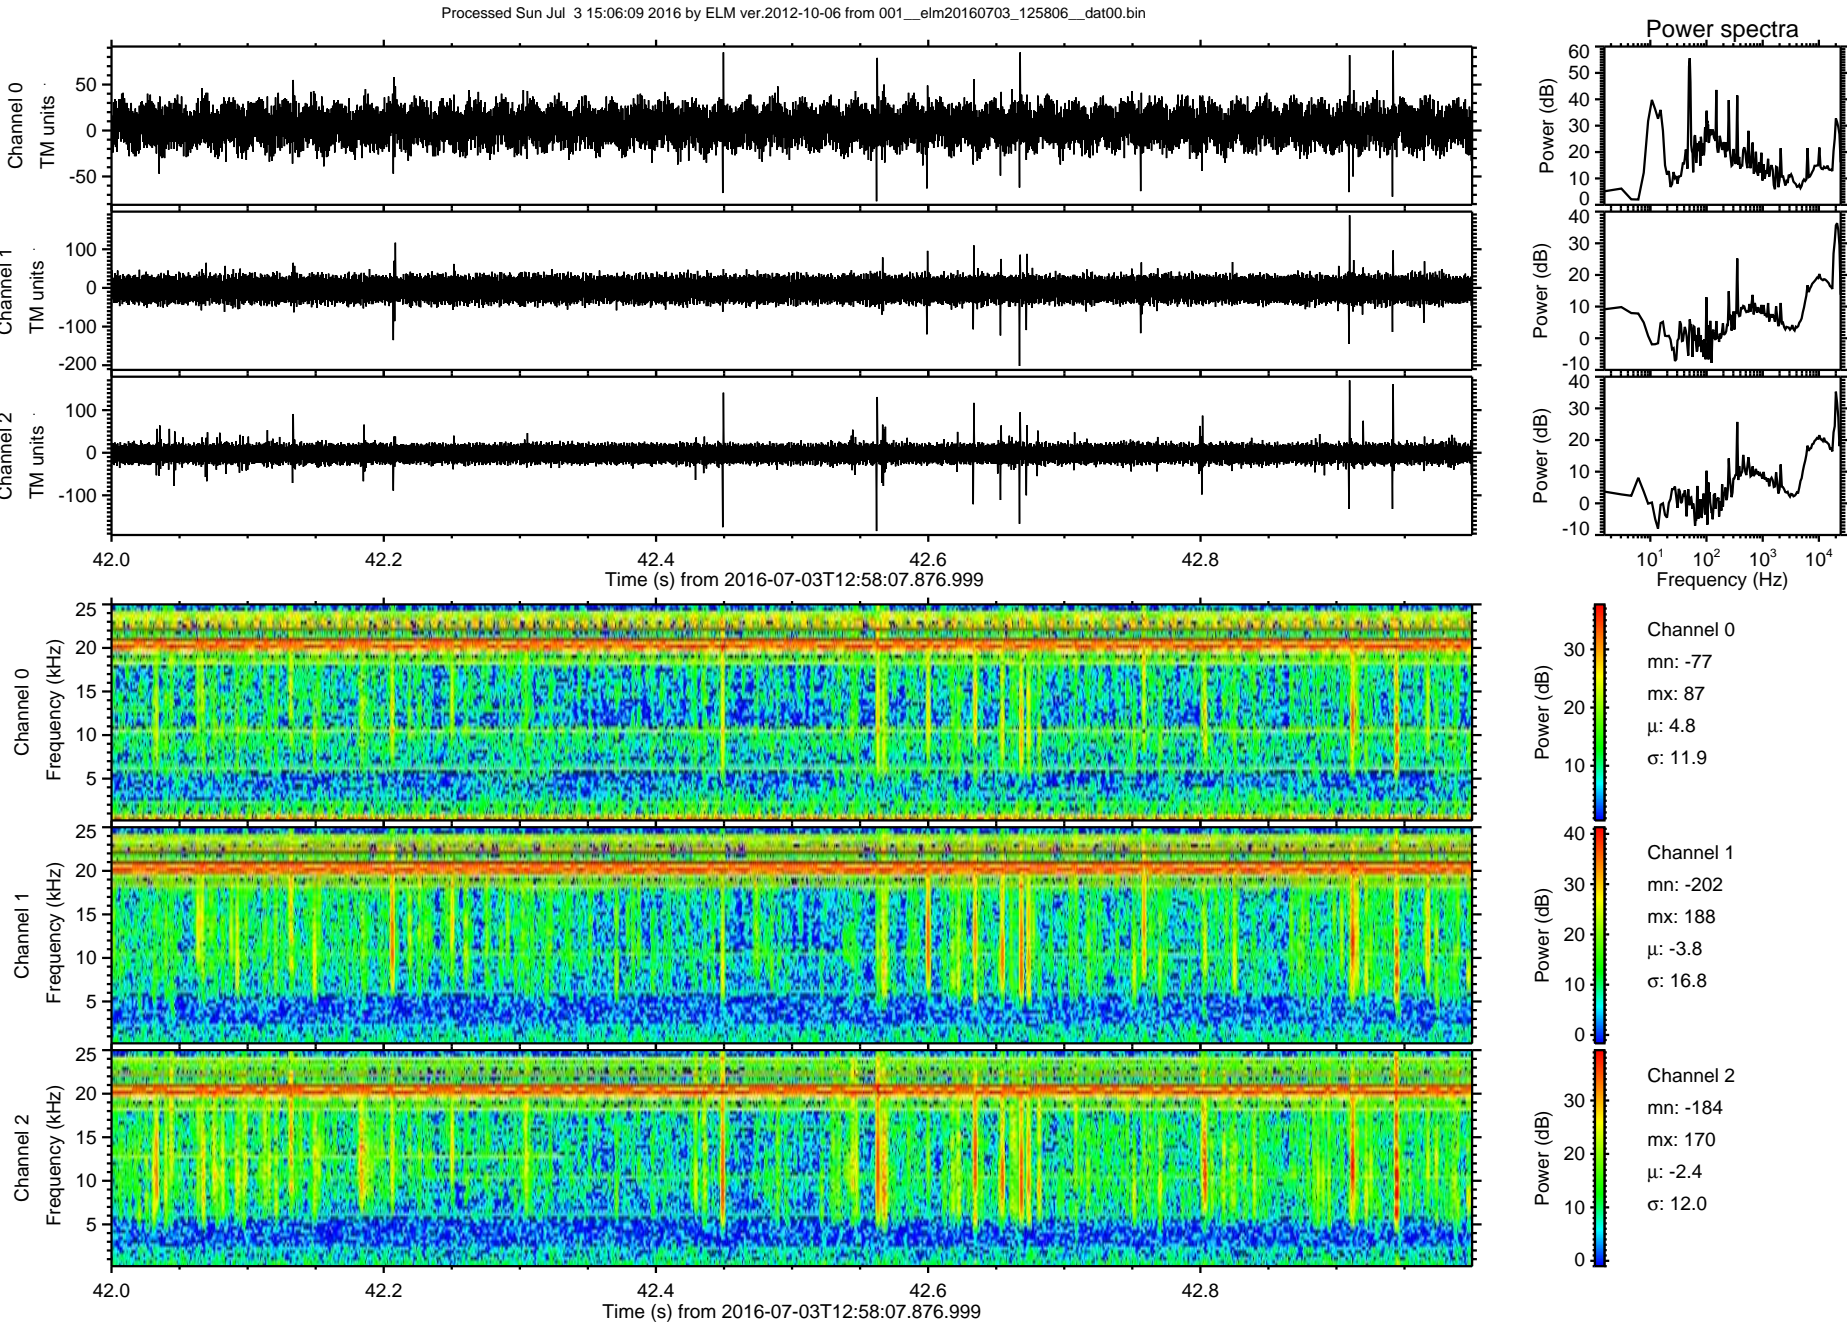 Processed Sun Jul  3 15:06:09 2016 by ELM ver.2012-10-06 from 001__elm20160703_125806__dat00.bin
Power spectra
Channel 0
TM units
50
0
-50
Power (dB)
60
50
40
30
20
10
0
Channel 1
TM units
100
0
-100
-200
Power (dB)
40
30
20
10
0
-10
Channel 2
TM units
100
0
-100
Power (dB)
40
30
20
10
0
-10
42.0 42.2 42.4 42.6 42.8
Time (s) from 2016-07-03T12:58:07.876.999
10^1 10^2 10^3 10^4
Frequency (Hz)
Channel 0
Frequency (kHz)
25
20
15
10
5
Power (dB)
30
20
10
Channel 0
mn: -77
mx: 87
μ: 4.8
σ: 11.9
Channel 1
Frequency (kHz)
25
20
15
10
5
Power (dB)
40
30
20
10
0
Channel 1
mn: -202
mx: 188
μ: -3.8
σ: 16.8
Channel 2
Frequency (kHz)
25
20
15
10
5
Power (dB)
30
20
10
0
Channel 2
mn: -184
mx: 170
μ: -2.4
σ: 12.0
42.0 42.2 42.4 42.6 42.8
Time (s) from 2016-07-03T12:58:07.876.999